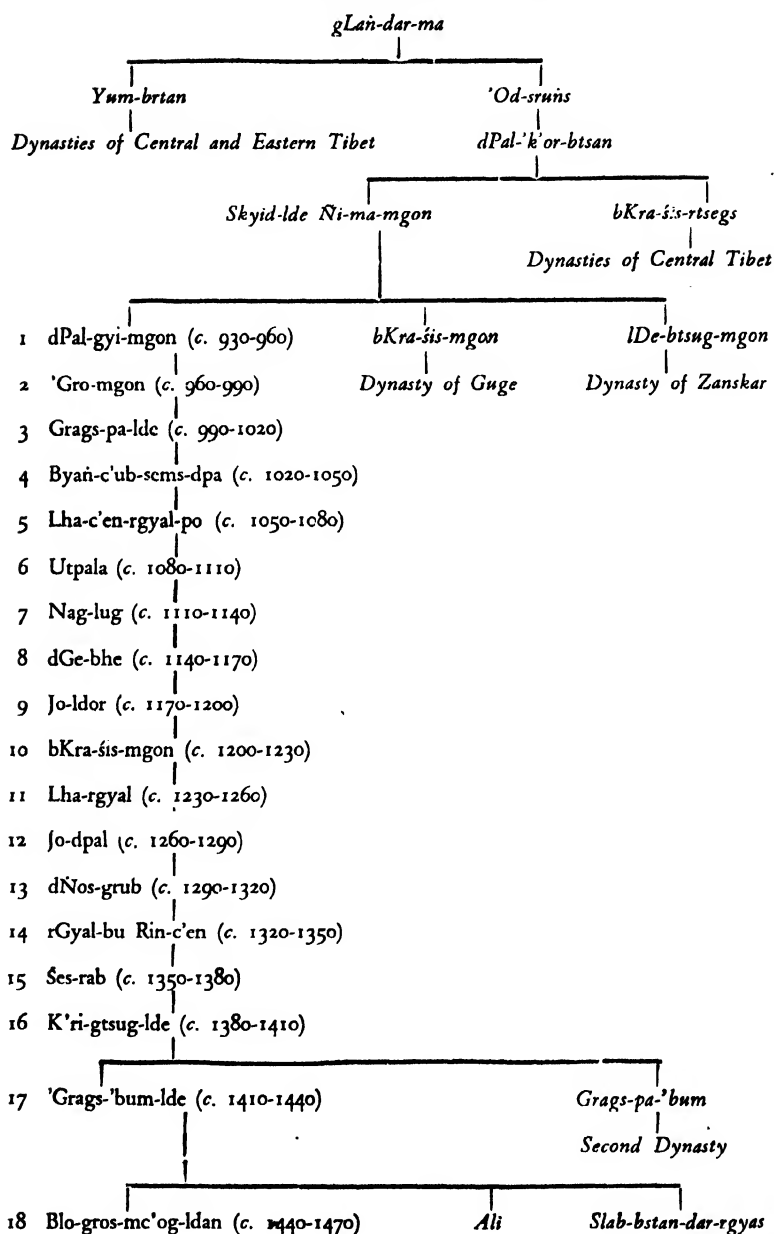 gLaṅ-dar-ma
Yum-brtan 'Od-sruṅs
Dynasties of Central and Eastern Tibet dPal-'k'or-btsan
Skyid-lde Ñi-ma-mgon bKra-śis-rtsegs
Dynasties of Central Tibet
1 dPal-gyi-mgon (c. 930-960) bKra-śis-mgon lDe-btsug-mgon
2 'Gro-mgon (c. 960-990) Dynasty of Guge Dynasty of Zanskar
3 Grags-pa-lde (c. 990-1020)
4 Byaṅ-c'ub-sems-dpa (c. 1020-1050)
5 Lha-c'en-rgyal-po (c. 1050-1080)
6 Utpala (c. 1080-1110)
7 Nag-lug (c. 1110-1140)
8 dGe-bhe (c. 1140-1170)
9 Jo-ldor (c. 1170-1200)
10 bKra-śis-mgon (c. 1200-1230)
11 Lha-rgyal (c. 1230-1260)
12 Jo-dpal (c. 1260-1290)
13 dṄos-grub (c. 1290-1320)
14 rGyal-bu Rin-c'en (c. 1320-1350)
15 Śes-rab (c. 1350-1380)
16 K'ri-gtsug-lde (c. 1380-1410)
17 'Grags-'bum-lde (c. 1410-1440) Grags-pa-'bum
Second Dynasty
18 Blo-gros-mc'og-ldan (c. 1440-1470) Ali Slab-bstan-dar-rgyas